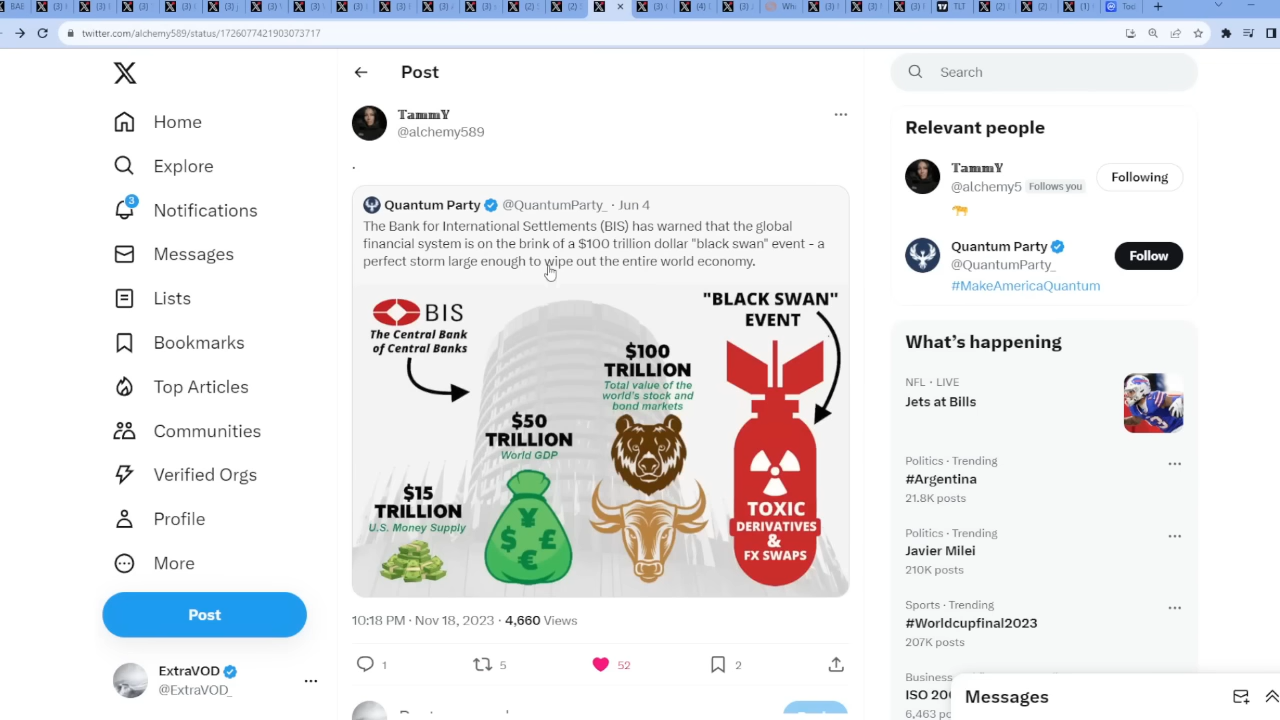 BAE
twitter.com/alchemy589/status/1726077421903073717
Home
Explore
3
Notifications
Messages
Lists
Bookmarks
Top Articles
Communities
Verified Orgs
Profile
More
Post
ExtraVOD
@ExtraVOD_
Post
𝕋𝕒𝕞𝕞𝕐
@alchemy589
.
Quantum Party @QuantumParty_ · Jun 4
The Bank for International Settlements (BIS) has warned that the global
financial system is on the brink of a $100 trillion dollar "black swan" event - a
perfect storm large enough to wipe out the entire world economy.
BIS
The Central Bank
of Central Banks
$15
TRILLION
U.S. Money Supply
$50
TRILLION
World GDP
$100
TRILLION
Total value of the
world's stock and
bond markets
"BLACK SWAN"
EVENT
TOXIC
DERIVATIVES
&
FX SWAPS
10:18 PM · Nov 18, 2023 · 4,660 Views
1
5
52
2
Search
Relevant people
𝕋𝕒𝕞𝕞𝕐
@alchemy5 Follows you
Following
Quantum Party
@QuantumParty_
Follow
#MakeAmericaQuantum
What's happening
NFL · LIVE
Jets at Bills
Politics · Trending
#Argentina
21.8K posts
Politics · Trending
Javier Milei
210K posts
Sports · Trending
#Worldcupfinal2023
207K posts
Business
ISO 200
6,463 po
Messages